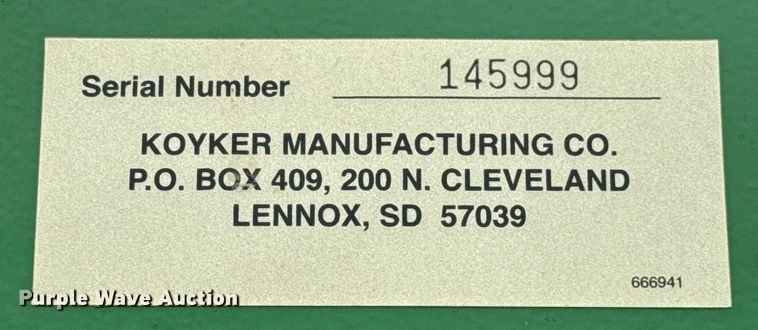 Serial Number 145999
KOYKER MANUFACTURING CO.
P.O. BOX 409, 200 N. CLEVELAND
LENNOX, SD 57039
666941
Purple Wave Auction